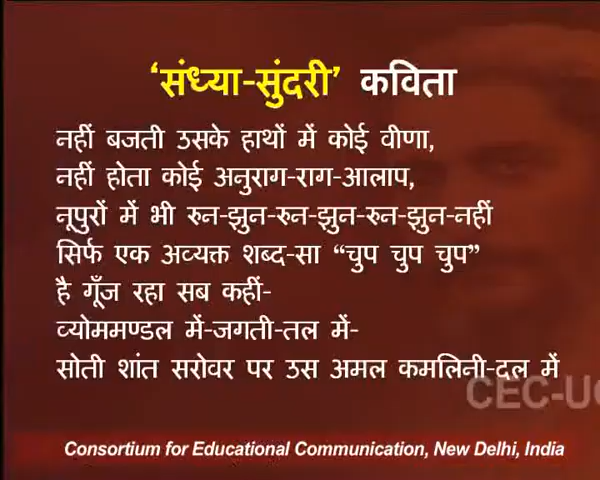 ‘संध्या-सुंदरी’ कविता
नहीं बजती उसके हाथों में कोई वीणा,
नहीं होता कोई अनुराग-राग-आलाप,
नूपुरों में भी रुन-झुन-रुन-झुन-रुन-झुन-नहीं
सिर्फ एक अव्यक्त शब्द-सा “चुप चुप चुप”
है गूँज रहा सब कहीं-
व्योममण्डल में-जगती-तल में-
सोती शांत सरोवर पर उस अमल कमलिनी-दल में
CEC-U
Consortium for Educational Communication, New Delhi, India